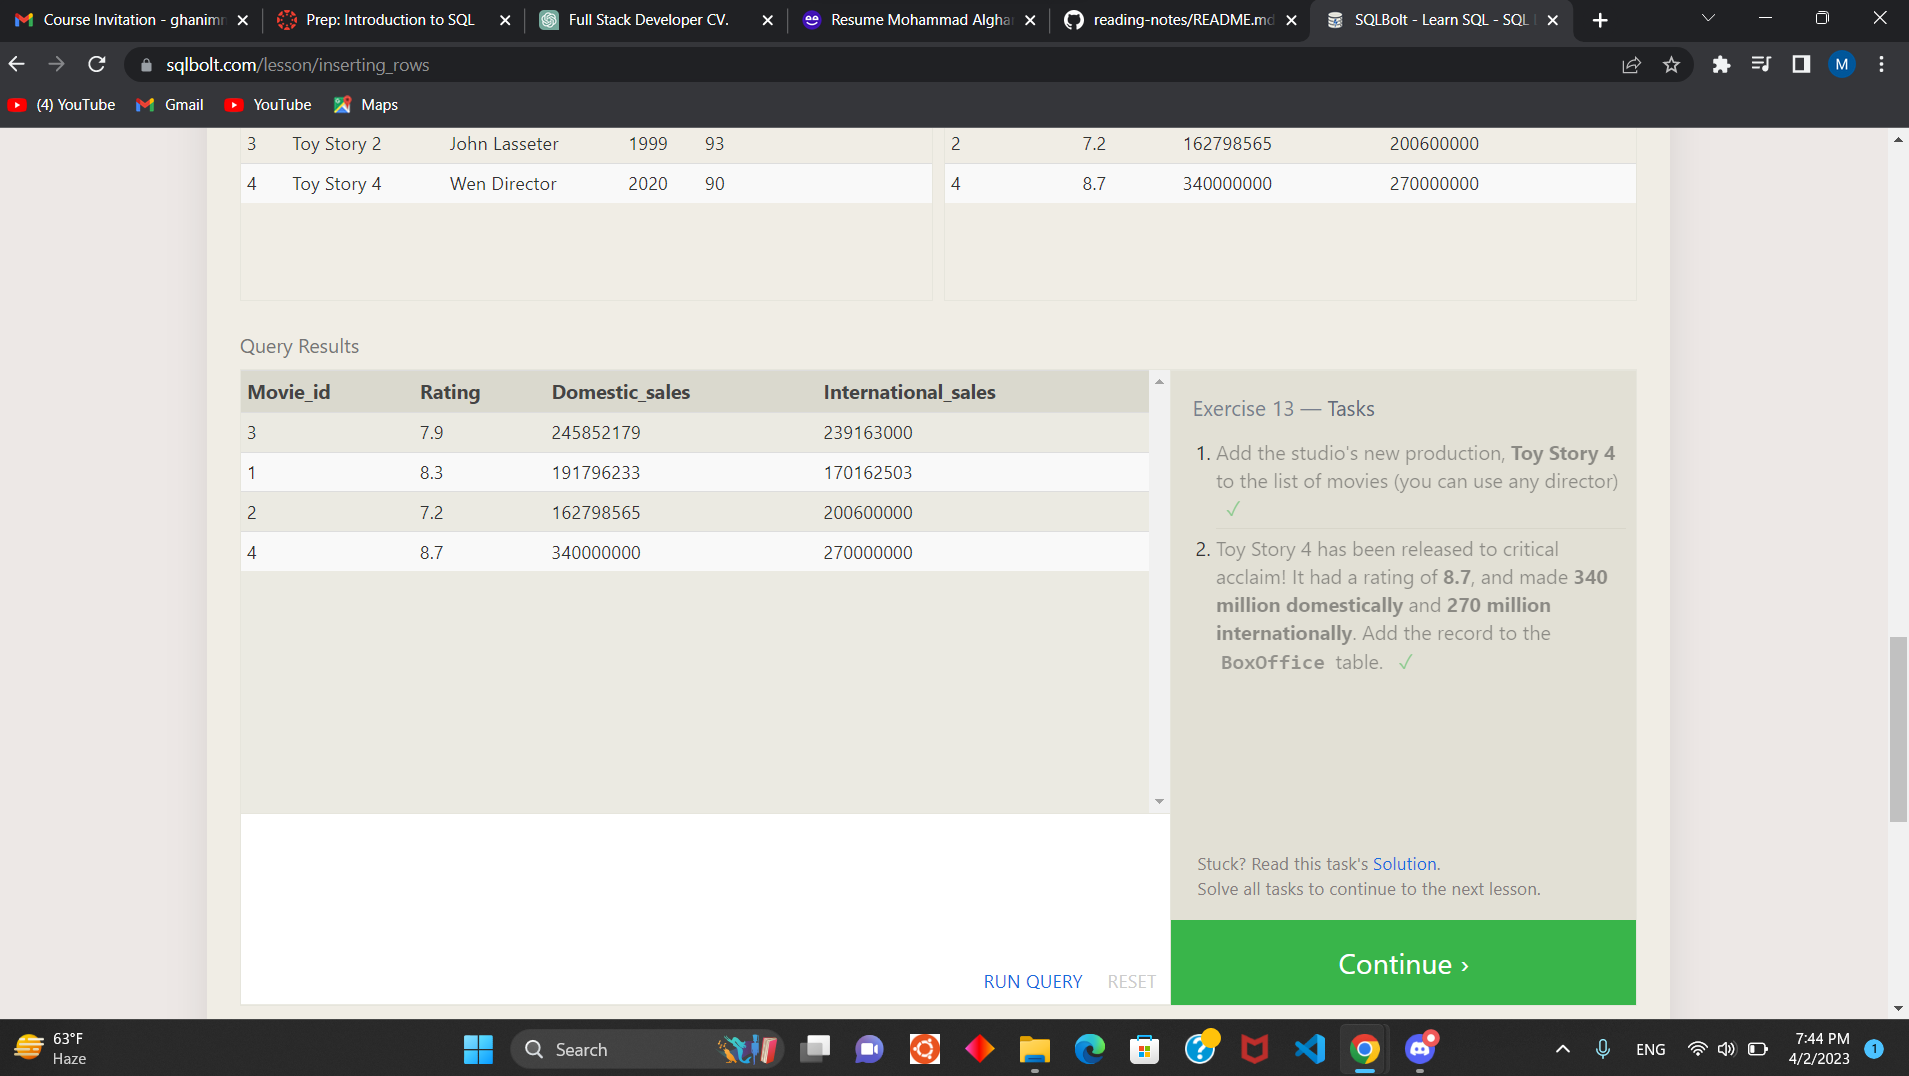 Course Invitation - ghanimn
Prep: Introduction to SQL
Full Stack Developer CV.
Resume Mohammad Algha
reading-notes/README.md
SQLBolt - Learn SQL - SQL
sqlbolt.com/lesson/inserting_rows
M
(4) YouTube
Gmail
YouTube
Maps
3 Toy Story 2 John Lasseter 1999 93
4 Toy Story 4 Wen Director 2020 90
2 7.2 162798565 200600000
4 8.7 340000000 270000000
Query Results
Movie_id Rating Domestic_sales International_sales
3 7.9 245852179 239163000
1 8.3 191796233 170162503
2 7.2 162798565 200600000
4 8.7 340000000 270000000
RUN QUERY RESET
Exercise 13 — Tasks
1. Add the studio's new production, Toy Story 4
to the list of movies (you can use any director)
✓
2. Toy Story 4 has been released to critical
acclaim! It had a rating of 8.7, and made 340
million domestically and 270 million
internationally. Add the record to the
BoxOffice table. ✓
Stuck? Read this task's Solution.
Solve all tasks to continue to the next lesson.
Continue ›
63°F
Haze
Search
ENG
7:44 PM
4/2/2023
1